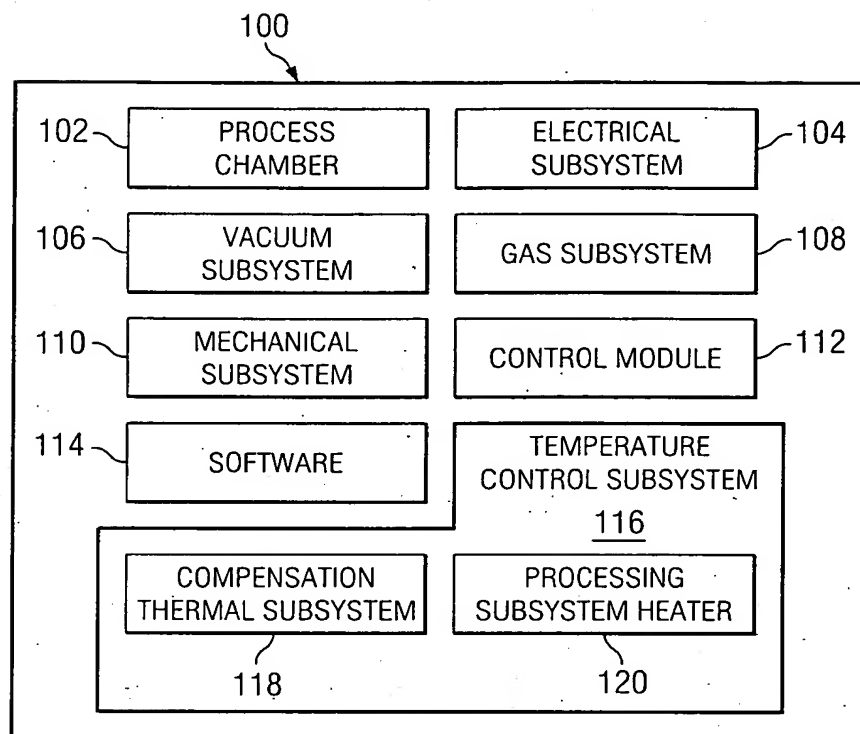 100
102
PROCESS
CHAMBER
ELECTRICAL
SUBSYSTEM
104
106
VACUUM
SUBSYSTEM
GAS SUBSYSTEM
108
110
MECHANICAL
SUBSYSTEM
CONTROL MODULE
112
114
SOFTWARE
TEMPERATURE
CONTROL SUBSYSTEM
116
COMPENSATION
THERMAL SUBSYSTEM
PROCESSING
SUBSYSTEM HEATER
118
120